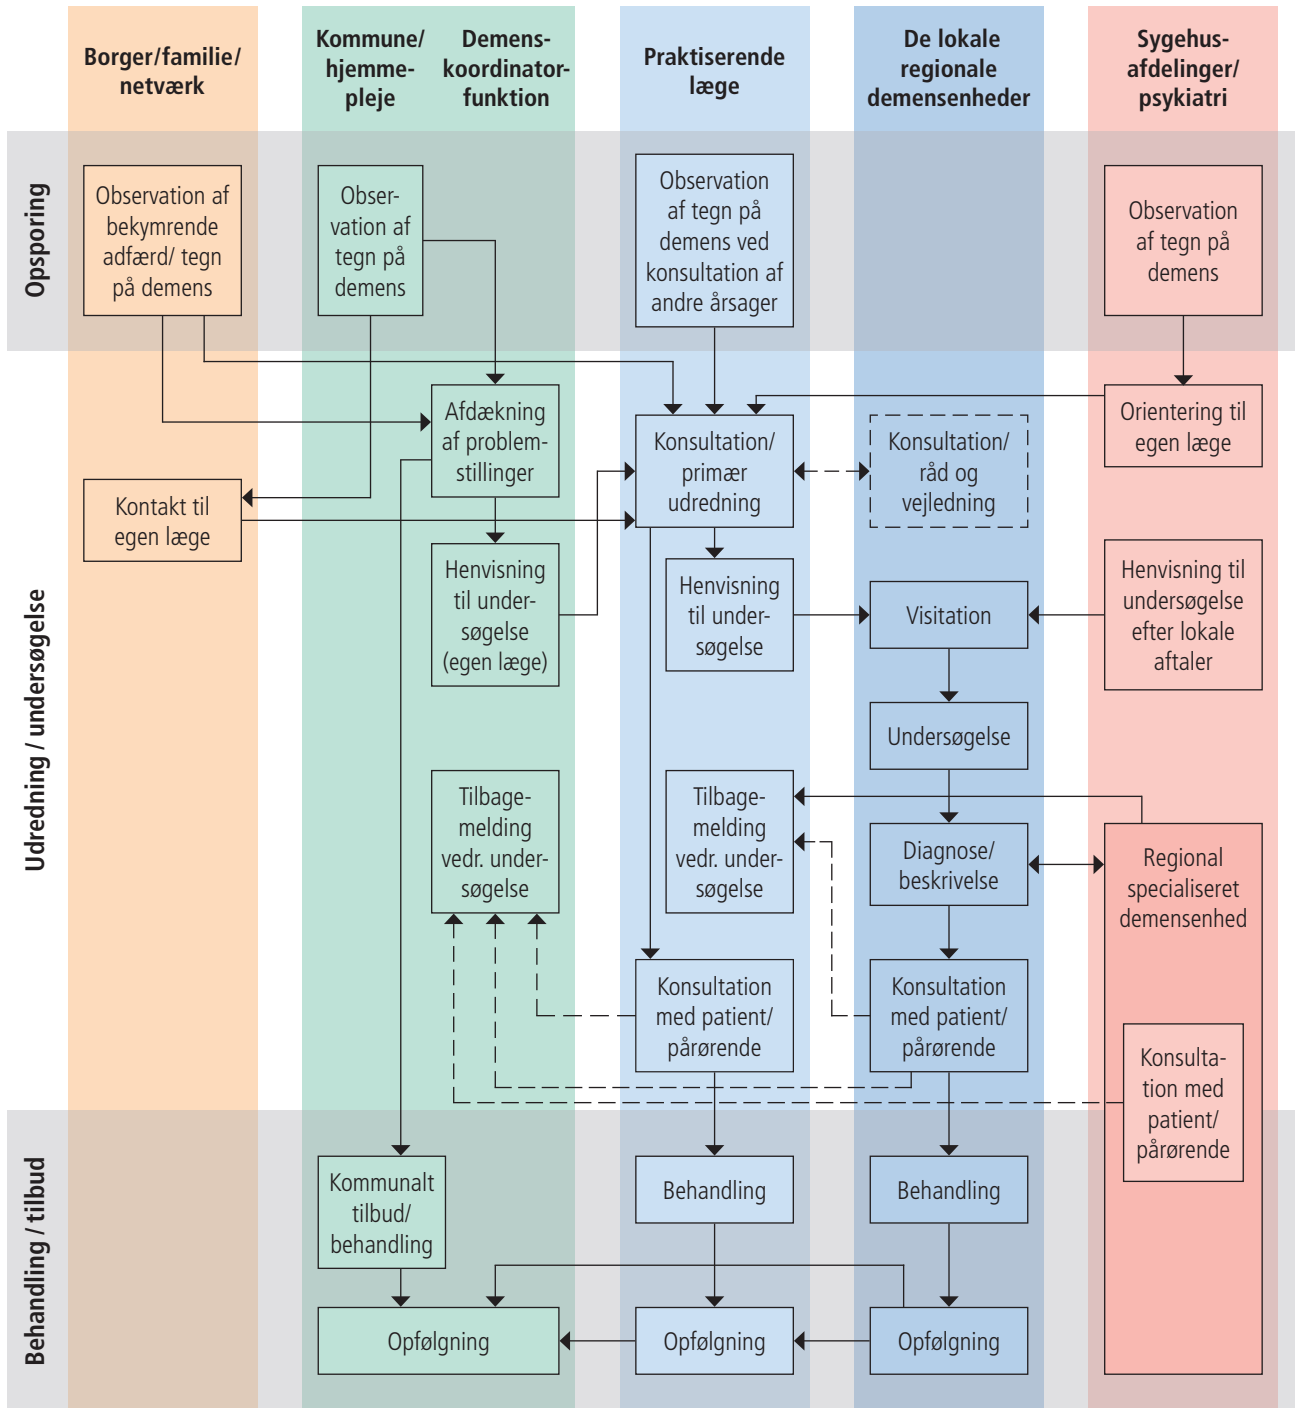 Borger/familie/
netværk
Kommune/
hjemme-
pleje
Demens-
koordinator-
funktion
Praktiserende
læge
De lokale
regionale
demensenheder
Sygehus-
afdelinger/
psykiatri
Opsporing
Observation af
bekymrende
adfærd/ tegn
på demens
Obser-
vation af
tegn på
demens
Observation
af tegn på
demens ved
konsultation af
andre årsager
Observation
af tegn på
demens
Udredning / undersøgelse
Afdækning
af problem-
stillinger
Konsultation/
primær
udredning
Konsultation/
råd og
vejledning
Orientering til
egen læge
Kontakt til
egen læge
Henvisning
til under-
søgelse
(egen læge)
Henvisning
til under-
søgelse
Visitation
Henvisning til
undersøgelse
efter lokale
aftaler
Undersøgelse
Tilbage-
melding
vedr. under-
søgelse
Tilbage-
melding
vedr. under-
søgelse
Diagnose/
beskrivelse
Regional
specialiseret
demensenhed
Konsultation
med patient/
pårørende
Konsultation
med patient/
pårørende
Konsulta-
tion med
patient/
pårørende
Behandling / tilbud
Kommunalt
tilbud/
behandling
Behandling
Behandling
Opfølgning
Opfølgning
Opfølgning